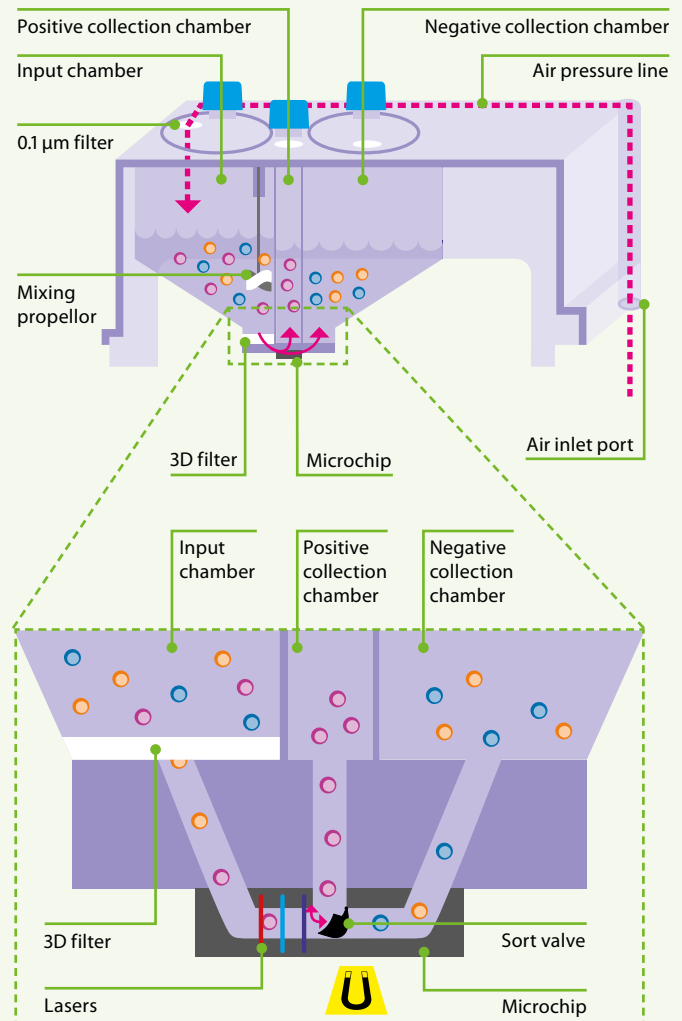 Positive collection chamber
Negative collection chamber
Input chamber
Air pressure line
0.1 µm filter
Mixing
propellor
3D filter
Microchip
Air inlet port
Input
chamber
Positive
collection
chamber
Negative
collection
chamber
3D filter
Sort valve
Lasers
Microchip